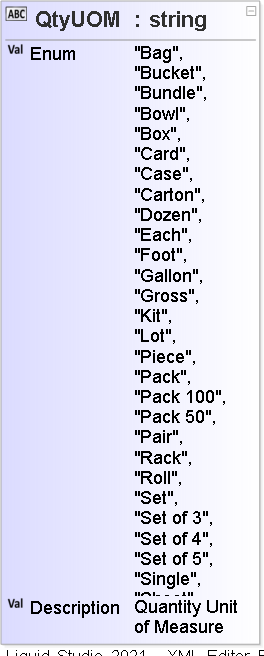 ABC QtyUOM : string
Val Enum "Bag",
"Bucket",
"Bundle",
"Bowl",
"Box",
"Card",
"Case",
"Carton",
"Dozen",
"Each",
"Foot",
"Gallon",
"Gross",
"Kit",
"Lot",
"Piece",
"Pack",
"Pack 100",
"Pack 50",
"Pair",
"Rack",
"Roll",
"Set",
"Set of 3",
"Set of 4",
"Set of 5",
"Single",
Val Description Quantity Unit
of Measure
Liquid Studio 2021 - XML Editor